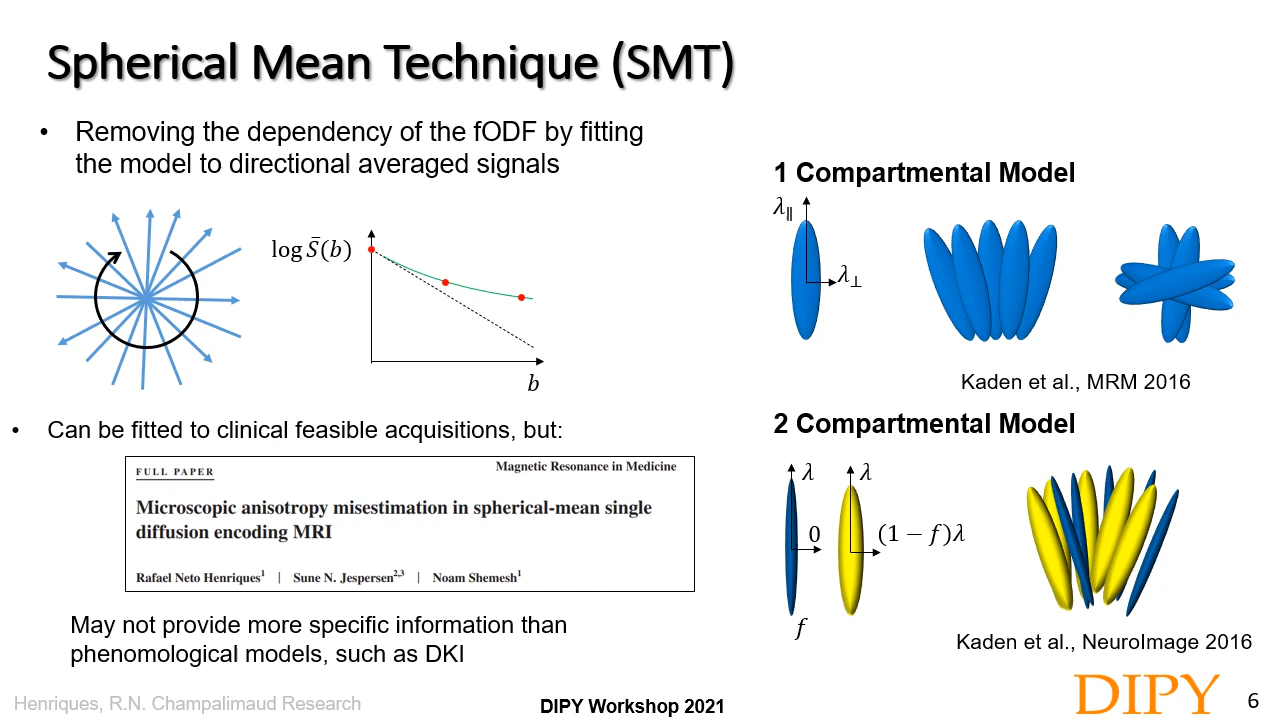 Spherical Mean Technique (SMT)
• Removing the dependency of the fODF by fitting
the model to directional averaged signals
log S̄(b)
b
• Can be fitted to clinical feasible acquisitions, but:
FULL PAPER
Magnetic Resonance in Medicine
Microscopic anisotropy misestimation in spherical-mean single
diffusion encoding MRI
Rafael Neto Henriques¹ | Sune N. Jespersen²,³ | Noam Shemesh¹
May not provide more specific information than
phenomological models, such as DKI
1 Compartmental Model
λ∥
λ⊥
Kaden et al., MRM 2016
2 Compartmental Model
λ
λ
0
(1 − f)λ
f
Kaden et al., NeuroImage 2016
Henriques, R.N. Champalimaud Research
DIPY Workshop 2021
DIPY
6